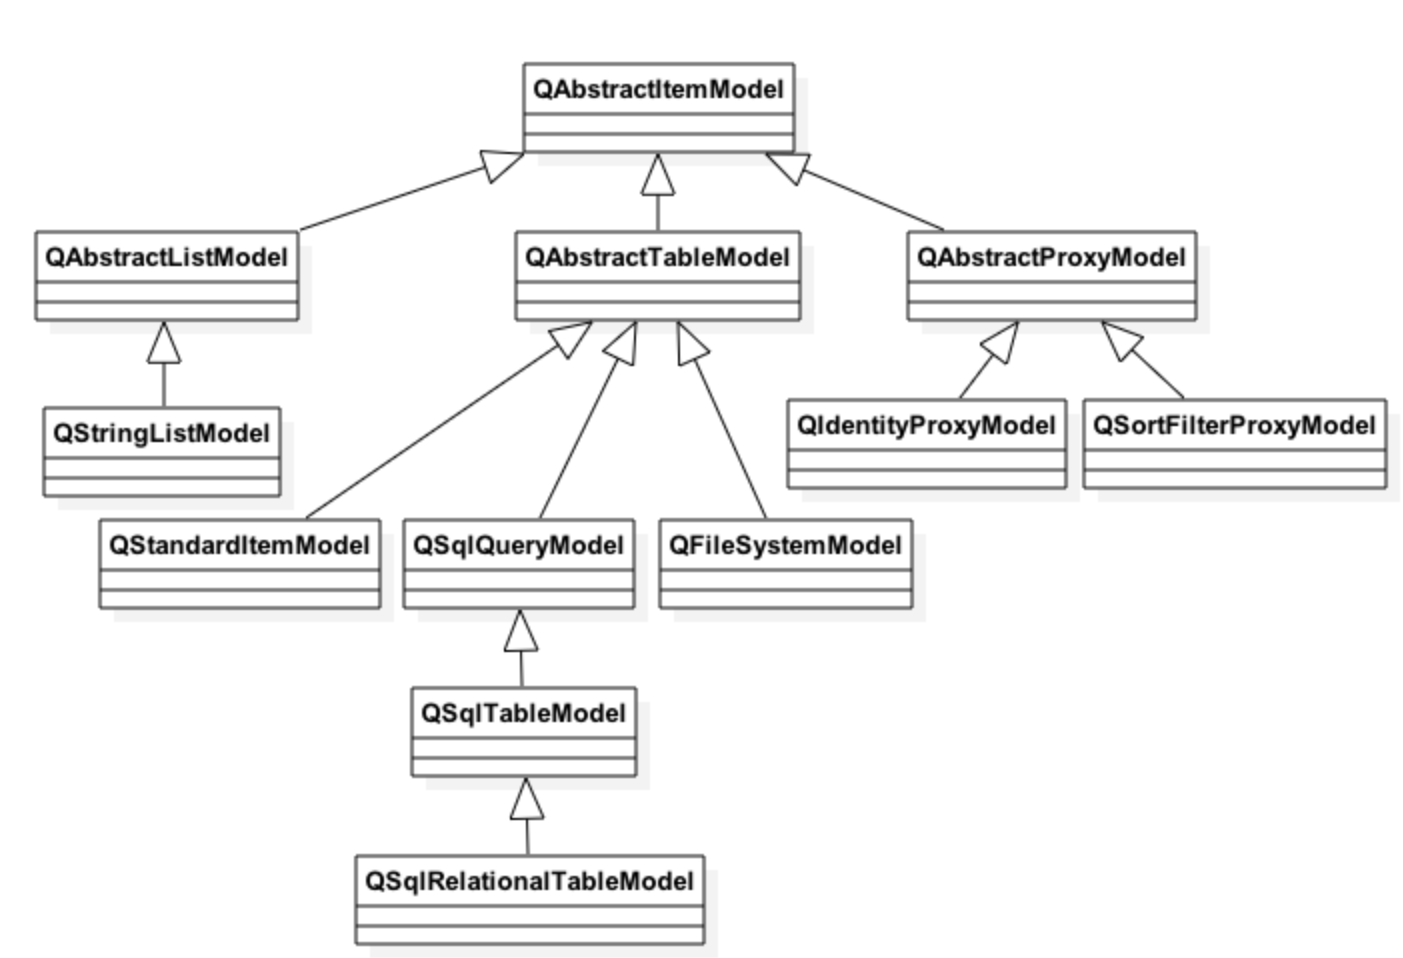 QAbstractItemModel
QAbstractListModel
QAbstractTableModel
QAbstractProxyModel
QStringListModel
QIdentityProxyModel
QSortFilterProxyModel
QStandardItemModel
QSqlQueryModel
QFileSystemModel
QSqlTableModel
QSqlRelationalTableModel